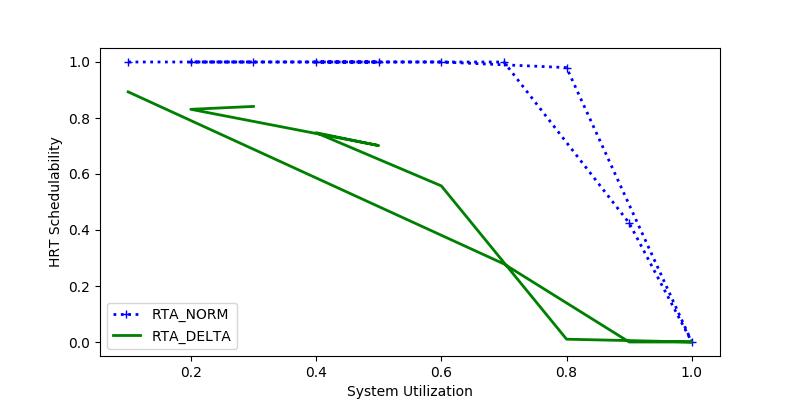 1.0
0.8
0.6
0.4
0.2
0.0
HRT Schedulability
RTA_NORM
RTA_DELTA
0.2 0.4 0.6 0.8 1.0
System Utilization